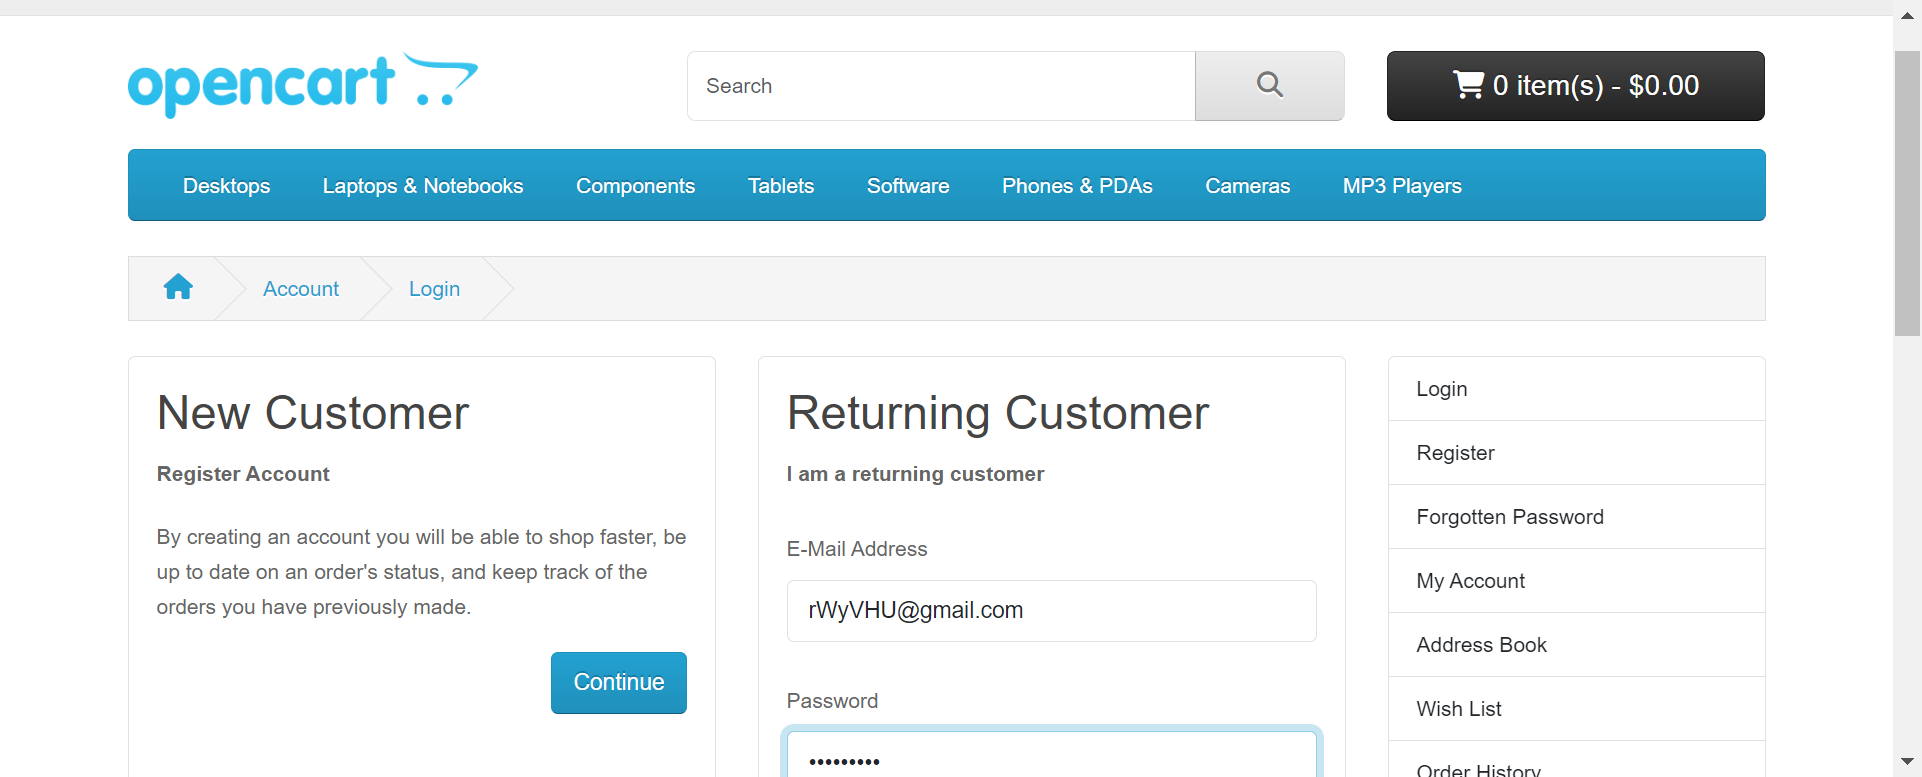 opencart
Search
0 item(s) - $0.00
Desktops Laptops & Notebooks Components Tablets Software Phones & PDAs Cameras MP3 Players
Account Login
New Customer
Register Account
By creating an account you will be able to shop faster, be
up to date on an order's status, and keep track of the
orders you have previously made.
Continue
Returning Customer
I am a returning customer
E-Mail Address
rWyVHU@gmail.com
Password
•••••••••
Login
Register
Forgotten Password
My Account
Address Book
Wish List
Order History